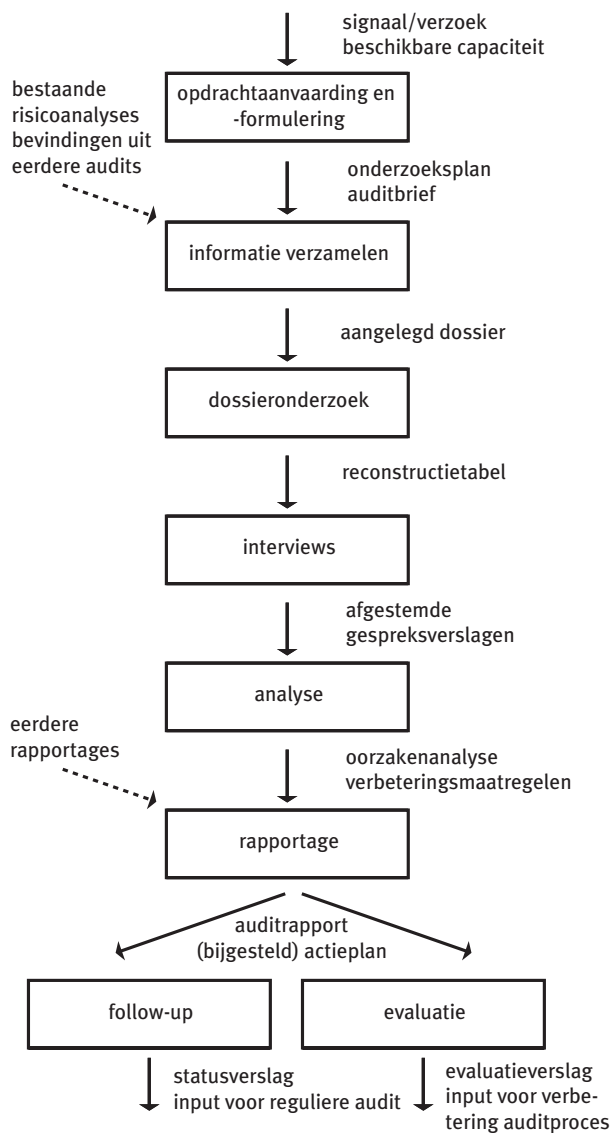 signaal/verzoek
beschikbare capaciteit
opdrachtaanvaarding en
-formulering
bestaande
risicoanalyses
bevindingen uit
eerdere audits
onderzoeksplan
auditbrief
informatie verzamelen
aangelegd dossier
dossieronderzoek
reconstructietabel
interviews
afgestemde
gespreksverslagen
analyse
eerdere
rapportages
oorzakenanalyse
verbeteringsmaatregelen
rapportage
auditrapport
(bijgesteld) actieplan
follow-up
evaluatie
statusverslag
input voor reguliere audit
evaluatieverslag
input voor verbe-
tering auditproces